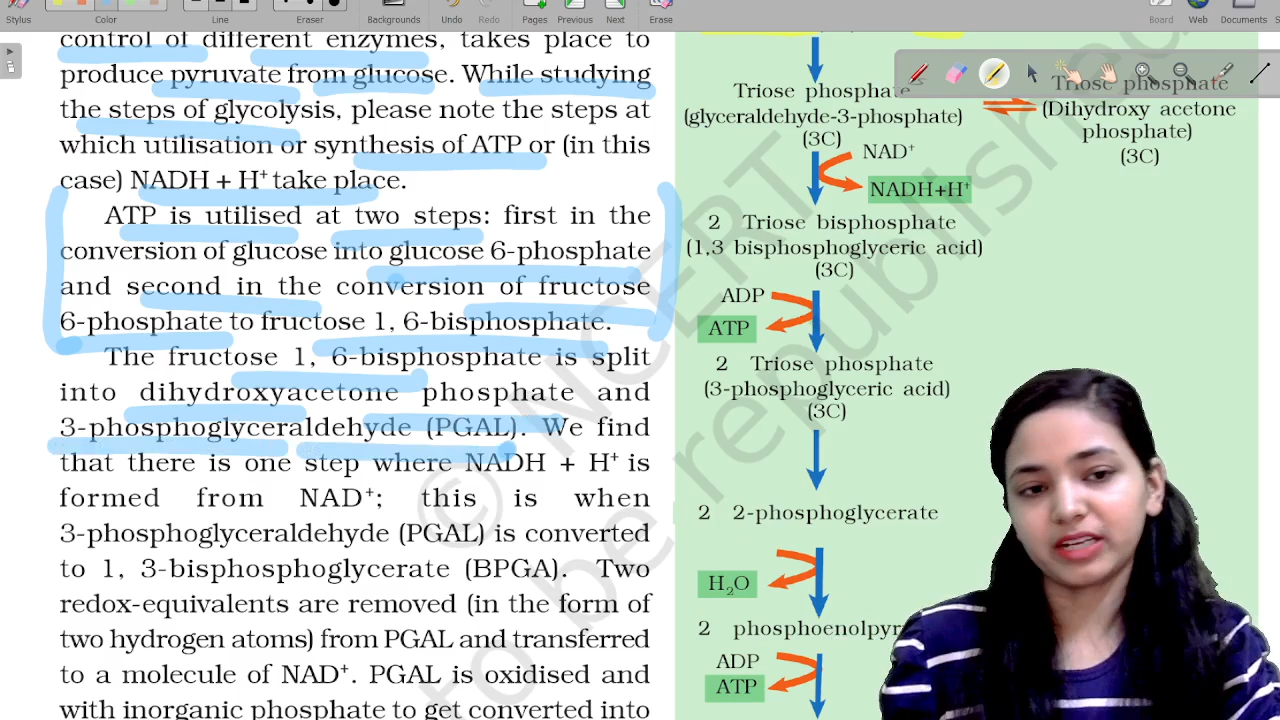 Stylus
Color
Line
Eraser
Backgrounds
Undo
Redo
Pages
Previous
Next
Erase
Board
Web
Documents
control of different enzymes, takes place to
produce pyruvate from glucose. While studying
the steps of glycolysis, please note the steps at
which utilisation or synthesis of ATP or (in this
case) NADH + H⁺ take place.
ATP is utilised at two steps: first in the
conversion of glucose into glucose 6-phosphate
and second in the conversion of fructose
6-phosphate to fructose 1, 6-bisphosphate.
The fructose 1, 6-bisphosphate is split
into dihydroxyacetone phosphate and
3-phosphoglyceraldehyde (PGAL). We find
that there is one step where NADH + H⁺ is
formed from NAD⁺; this is when
3-phosphoglyceraldehyde (PGAL) is converted
to 1, 3-bisphosphoglycerate (BPGA). Two
redox-equivalents are removed (in the form of
two hydrogen atoms) from PGAL and transferred
to a molecule of NAD⁺. PGAL is oxidised and
with inorganic phosphate to get converted into
Triose phosphate
(glyceraldehyde-3-phosphate)
(3C)
Triose phosphate
(Dihydroxy acetone
phosphate)
(3C)
NAD⁺
NADH+H⁺
2 Triose bisphosphate
(1,3 bisphosphoglyceric acid)
(3C)
ADP
ATP
2 Triose phosphate
(3-phosphoglyceric acid)
(3C)
2 2-phosphoglycerate
H₂O
2 phosphoenolpyr
ADP
ATP
© NCERT
to be republished